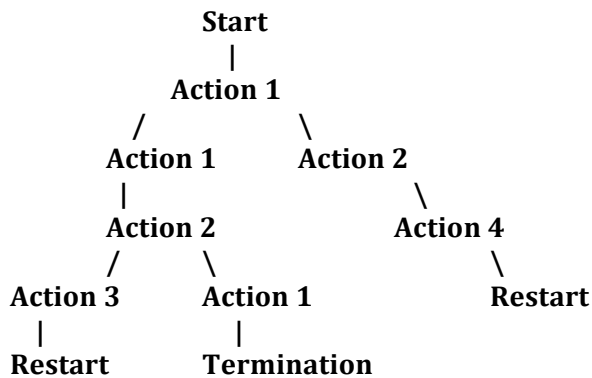 Start
|
Action 1
/ \
Action 1 Action 2
| \
Action 2 Action 4
/ \ \
Action 3 Action 1 Restart
| |
Restart Termination